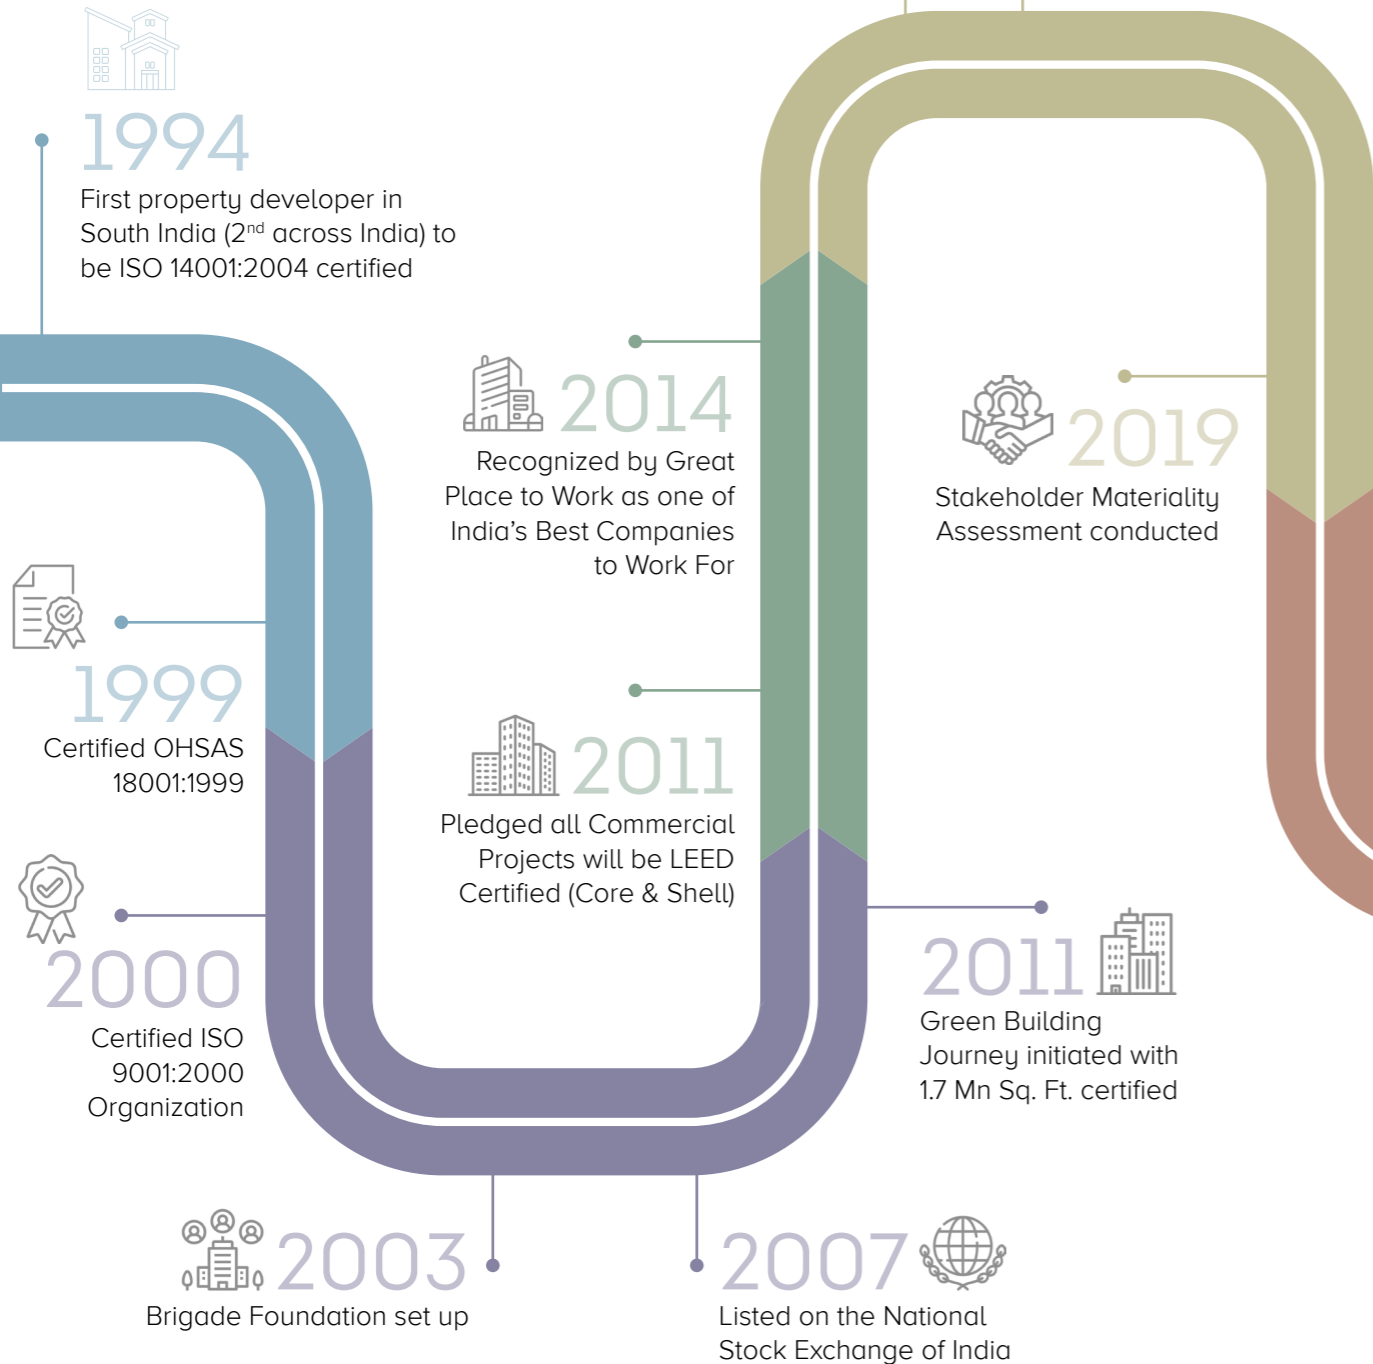 1994
First property developer in
South India (2nd across India) to
be ISO 14001:2004 certified
1999
Certified OHSAS
18001:1999
2000
Certified ISO
9001:2000
Organization
2003
Brigade Foundation set up
2007
Listed on the National
Stock Exchange of India
2011
Green Building
Journey initiated with
1.7 Mn Sq. Ft. certified
2011
Pledged all Commercial
Projects will be LEED
Certified (Core & Shell)
2014
Recognized by Great
Place to Work as one of
India’s Best Companies
to Work For
2019
Stakeholder Materiality
Assessment conducted